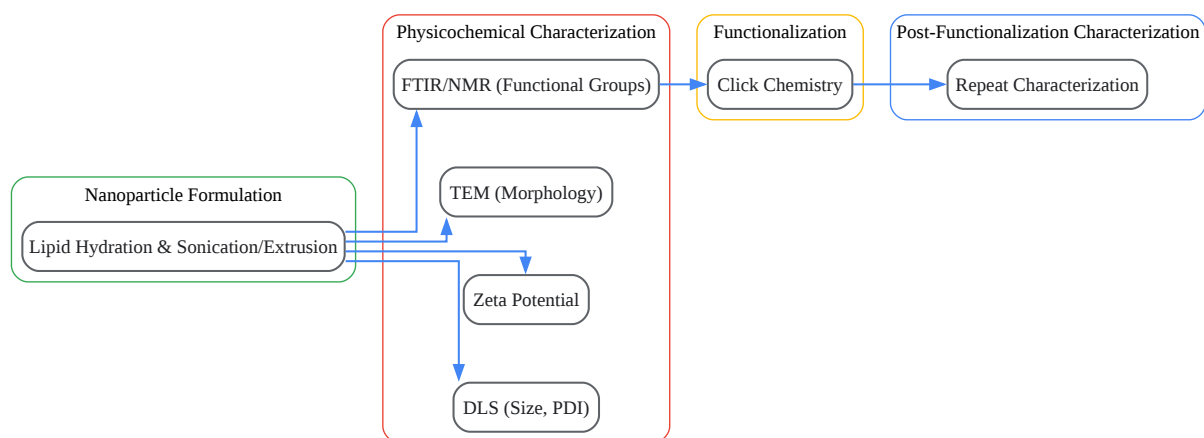 Physicochemical Characterization
Functionalization
Post-Functionalization Characterization
FTIR/NMR (Functional Groups)
Click Chemistry
Repeat Characterization
Nanoparticle Formulation
TEM (Morphology)
Lipid Hydration & Sonication/Extrusion
Zeta Potential
DLS (Size, PDI)